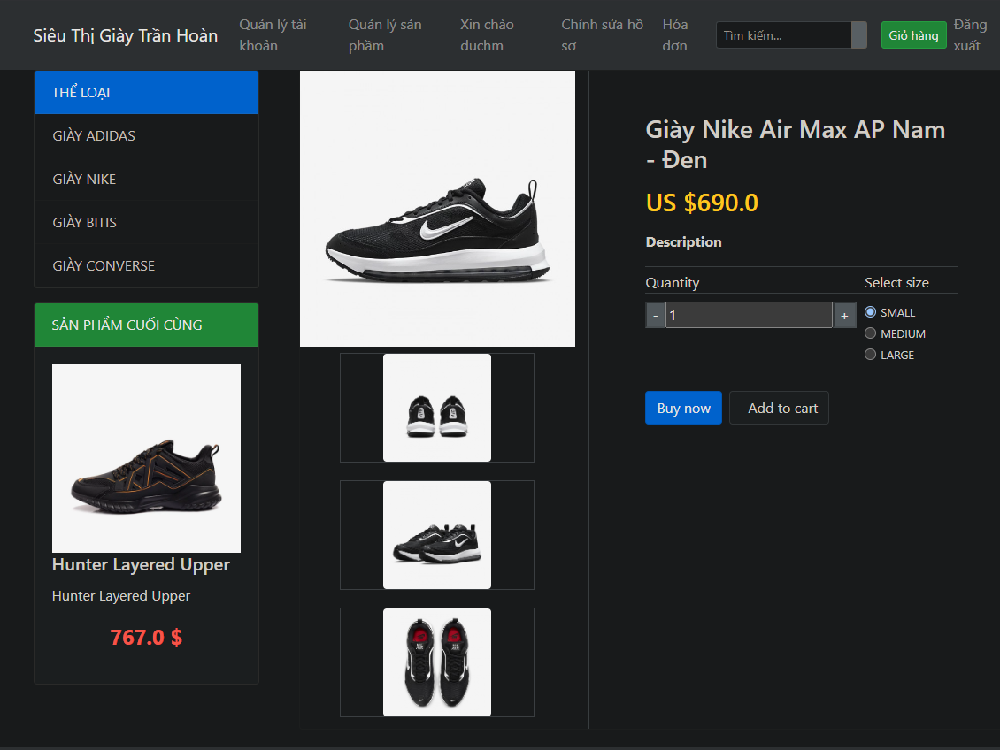 Siêu Thị Giày Trần Hoàn
Quản lý tài
khoản
Quản lý sản
phẩm
Xin chào
duchm
Chỉnh sửa hồ
sơ
Hóa
đơn
Tìm kiếm...
Giỏ hàng
Đăng
xuất
THỂ LOẠI
GIÀY ADIDAS
GIÀY NIKE
GIÀY BITIS
GIÀY CONVERSE
SẢN PHẨM CUỐI CÙNG
Hunter Layered Upper
Hunter Layered Upper
767.0 $
Giày Nike Air Max AP Nam
- Đen
US $690.0
Description
Quantity
Select size
- 1 +
SMALL
MEDIUM
LARGE
Buy now
Add to cart